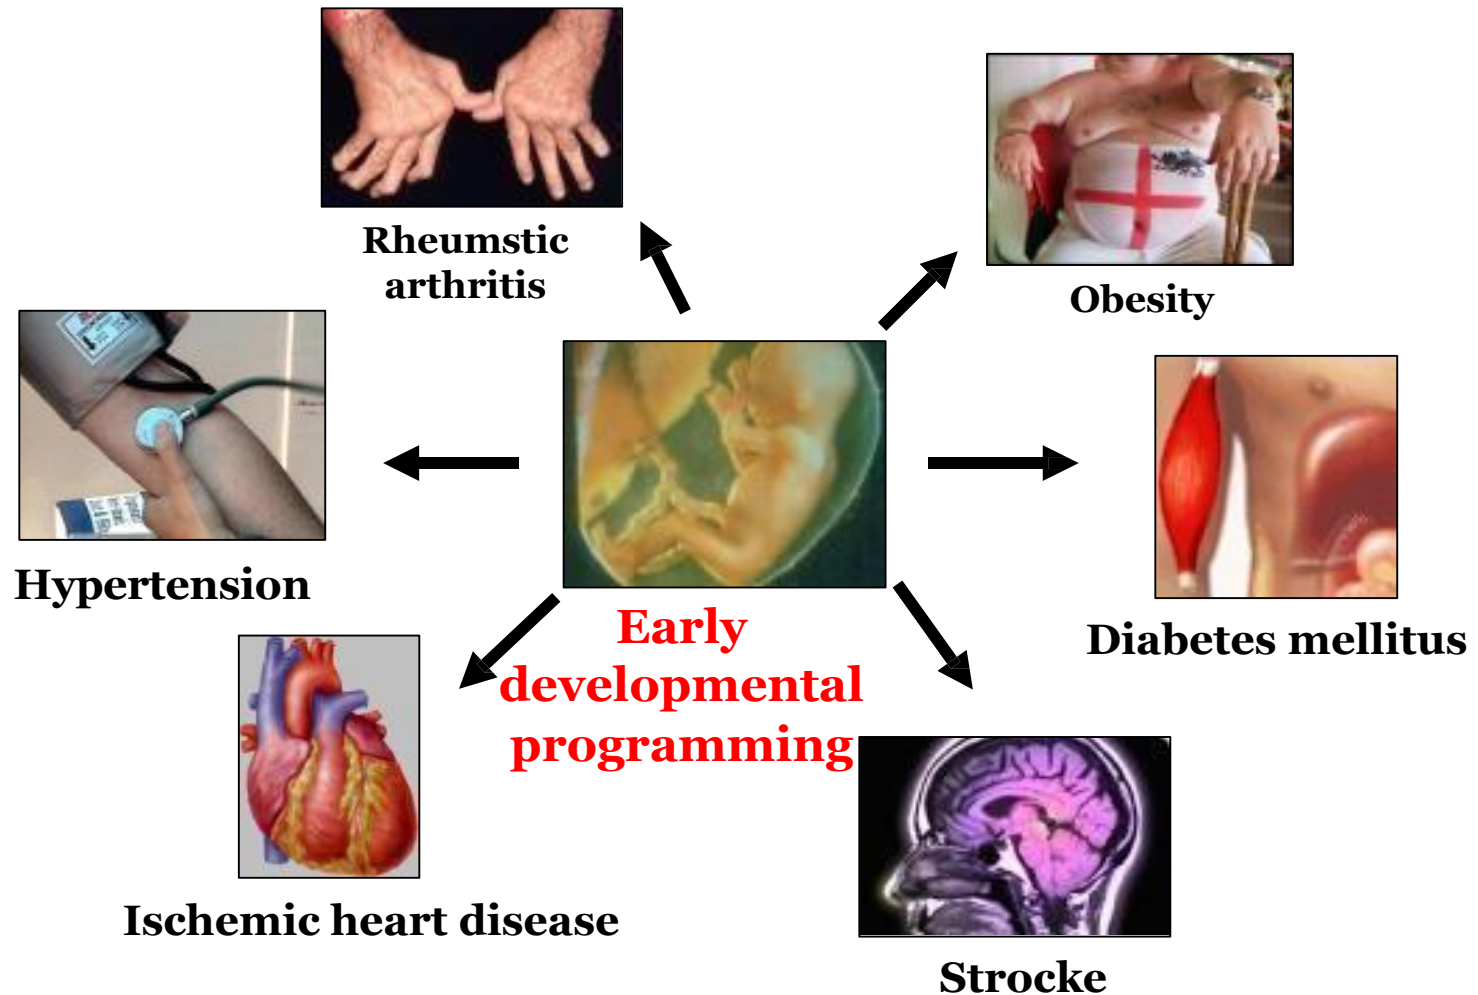 Rheumstic
arthritis
Obesity
Hypertension
Early
developmental
programming
Diabetes mellitus
Ischemic heart disease
Strocke